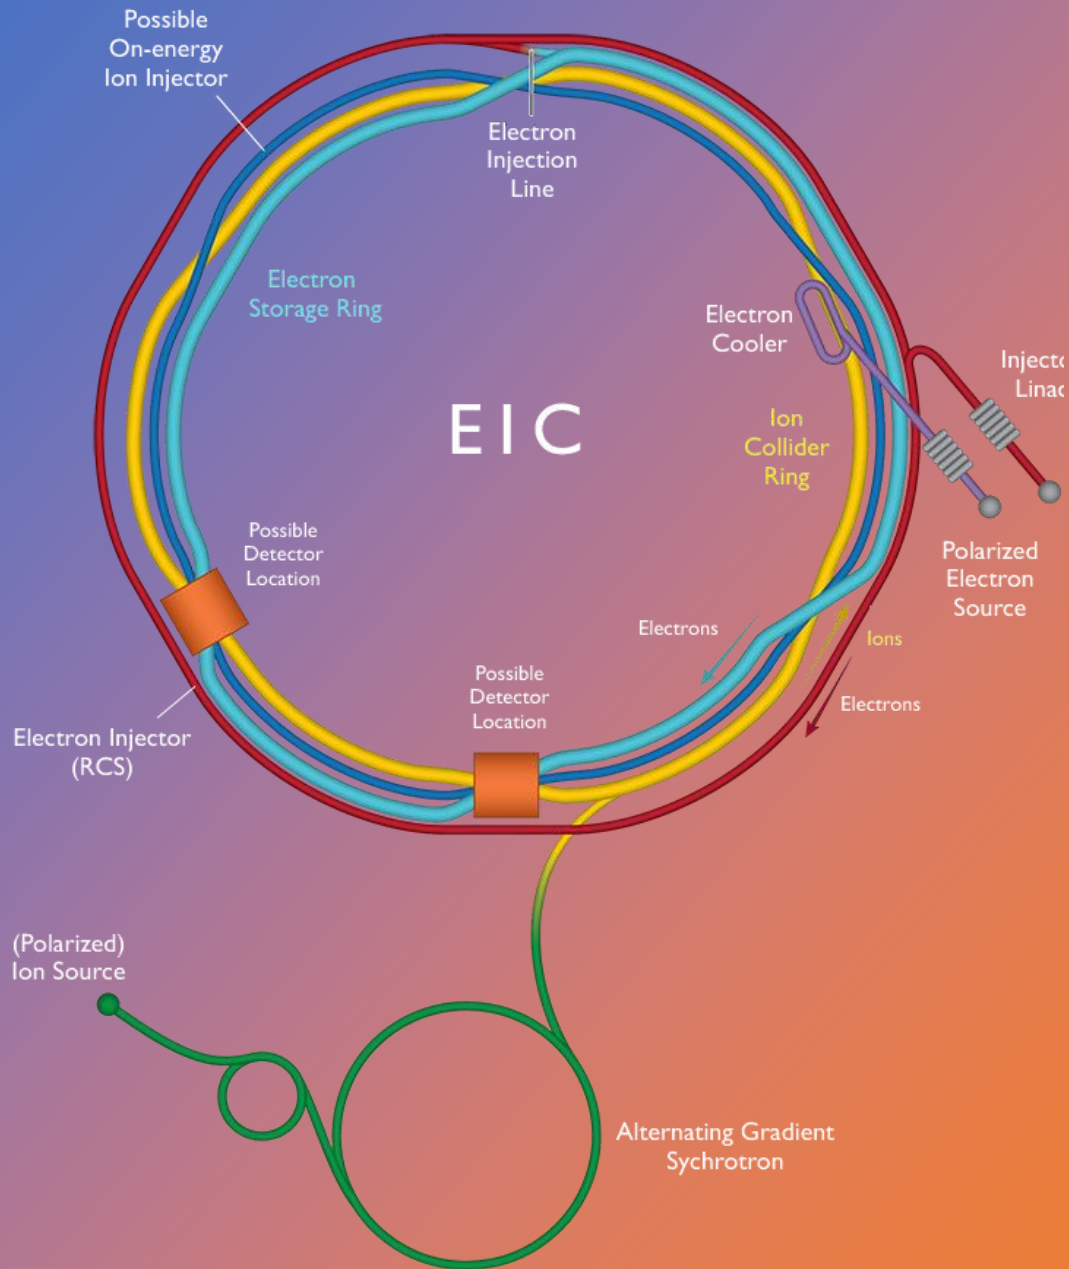 Possible
On-energy
Ion Injector
Electron
Injection
Line
Electron
Storage Ring
Electron
Cooler
Linac
EIC
Ion
Collider
Ring
Possible
Detector
Location
Polarized
Electron
Source
Electrons
Ions
Possible
Detector
Location
Electrons
Electron Injector
(RCS)
(Polarized)
Ion Source
Alternating Gradient
Sychrotron